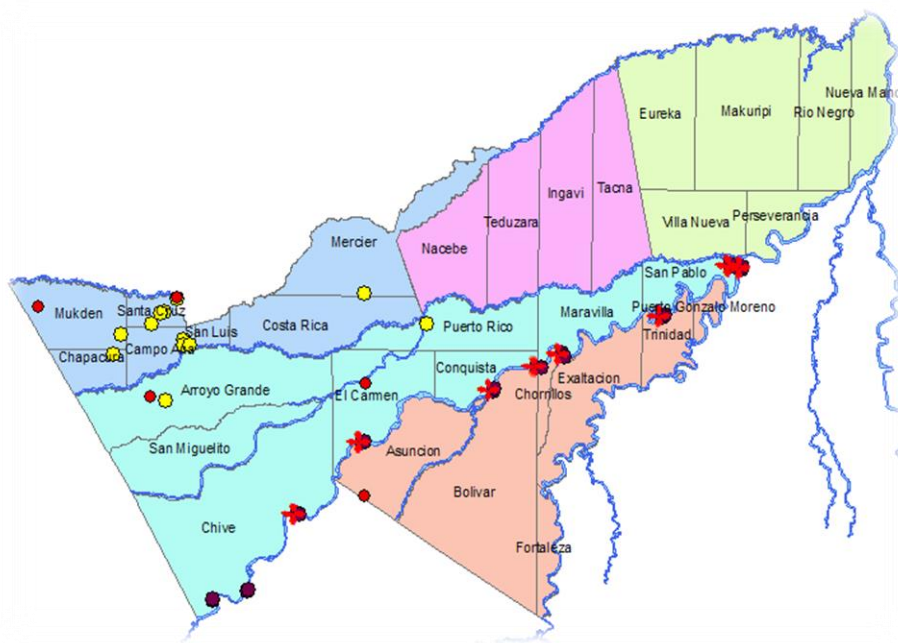 Nueva Mano
Eureka
Makuripi
Rio Negro
Ingavi
Tacna
Teduzara
Perseverancia
Villa Nueva
Mercier
Nacebe
San Pablo
Mukden
Santa Cruz
Maravilla
Puerto Gonzalo Moreno
San Luis
Costa Rica
Puerto Rico
Trinidad
Chapacura
Campo Ana
Conquista
Exaltacion
Arroyo Grande
El Carmen
Chorrillos
San Miguelito
Asuncion
Bolivar
Chive
Fortaleza